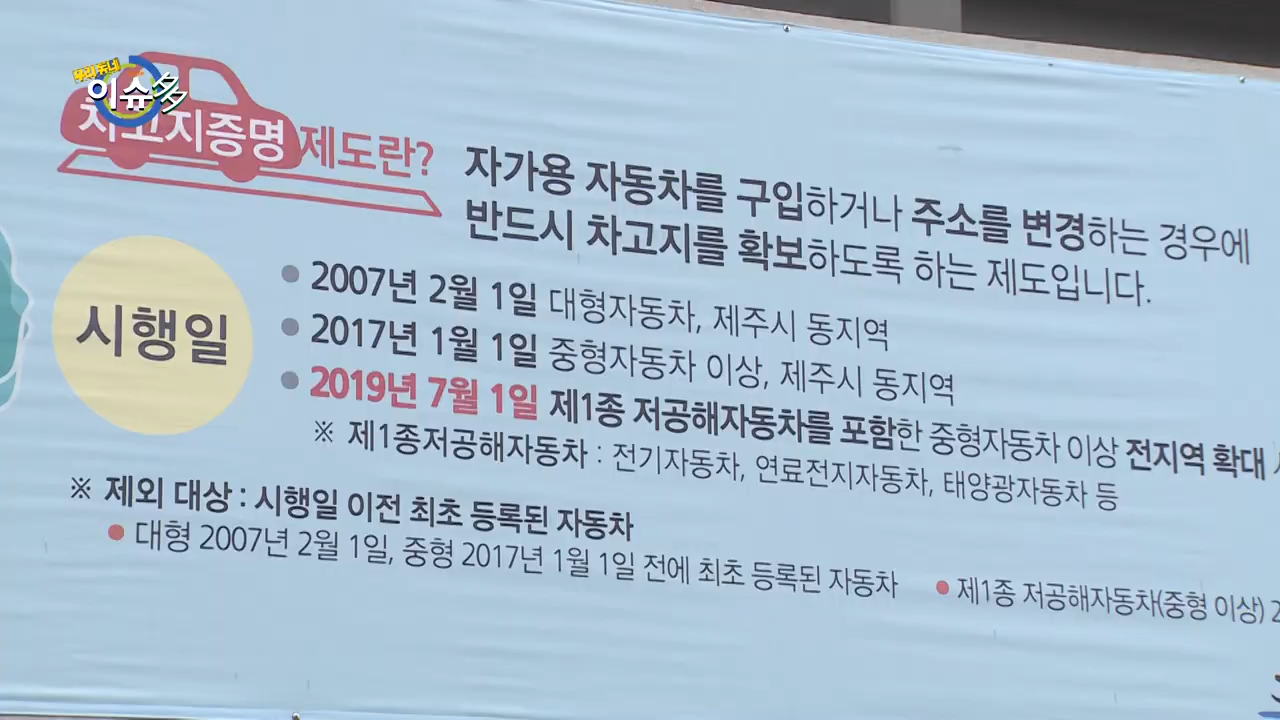 우리동네
이슈多
차고지증명 제도란?
자가용 자동차를 구입하거나 주소를 변경하는 경우에
반드시 차고지를 확보하도록 하는 제도입니다.
시행일
2007년 2월 1일 대형자동차, 제주시 동지역
2017년 1월 1일 중형자동차 이상, 제주시 동지역
2019년 7월 1일 제1종 저공해자동차를 포함한 중형자동차 이상 전지역 확대
※ 제1종저공해자동차 : 전기자동차, 연료전지자동차, 태양광자동차 등
※ 제외 대상 : 시행일 이전 최초 등록된 자동차
대형 2007년 2월 1일, 중형 2017년 1월 1일 전에 최초 등록된 자동차
제1종 저공해자동차(중형 이상) 2